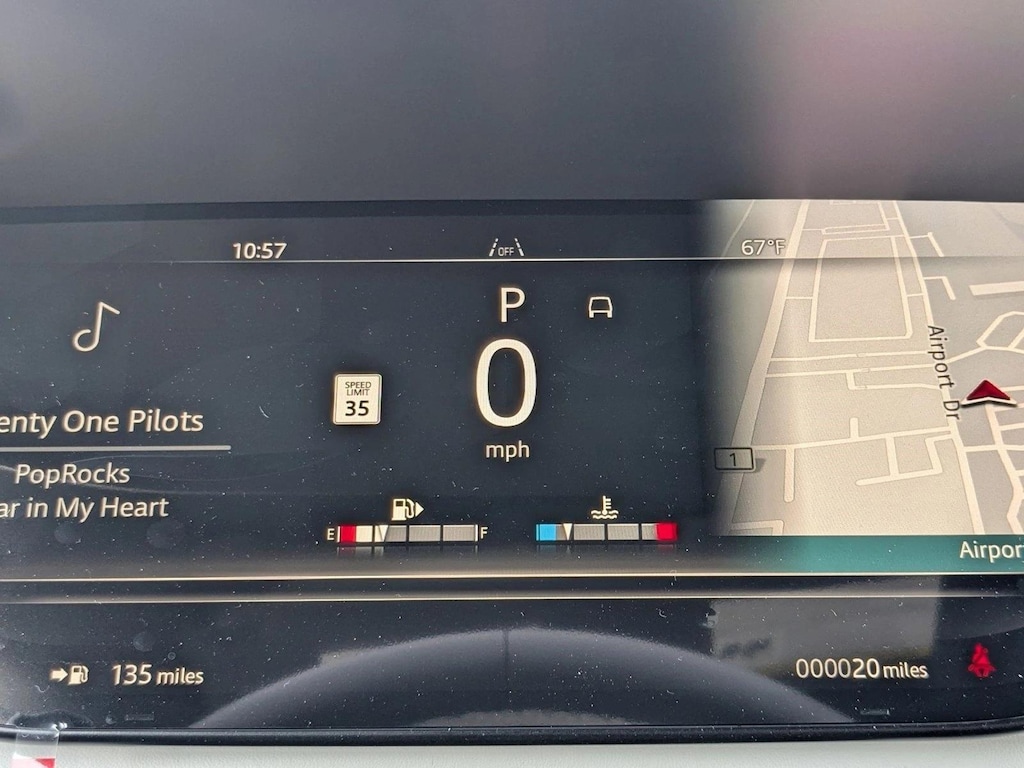 10:57
OFF
67°F
P
SPEED
LIMIT
35
0
mph
enty One Pilots
PopRocks
ar in My Heart
E
F
Airport Dr
1
Airpor
135 miles
000020 miles